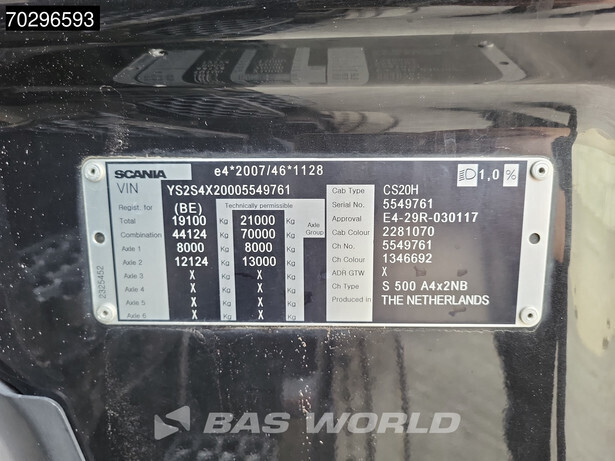 70296593
SCANIA e4*2007/46*1128
VIN YS2S4X20005549761
Regist. for (BE) Technically permissible
Total 19100 Kg 21000 Kg Axle Group
Combination 44124 Kg 70000 Kg
Axle 1 8000 Kg 8000 Kg
Axle 2 12124 Kg 13000 Kg
Axle 3 X Kg X Kg
Axle 4 X Kg X Kg
Axle 5 X Kg X Kg
Axle 6 X Kg X Kg
2325452
Cab Type CS20H
Serial No. 5549761
Approval E4-29R-030117
Cab Colour 2281070
Ch No. 5549761
Ch Colour 1346692
ADR GTW X
Ch Type S 500 A4x2NB
Produced in THE NETHERLANDS
1,0 %
BAS WORLD